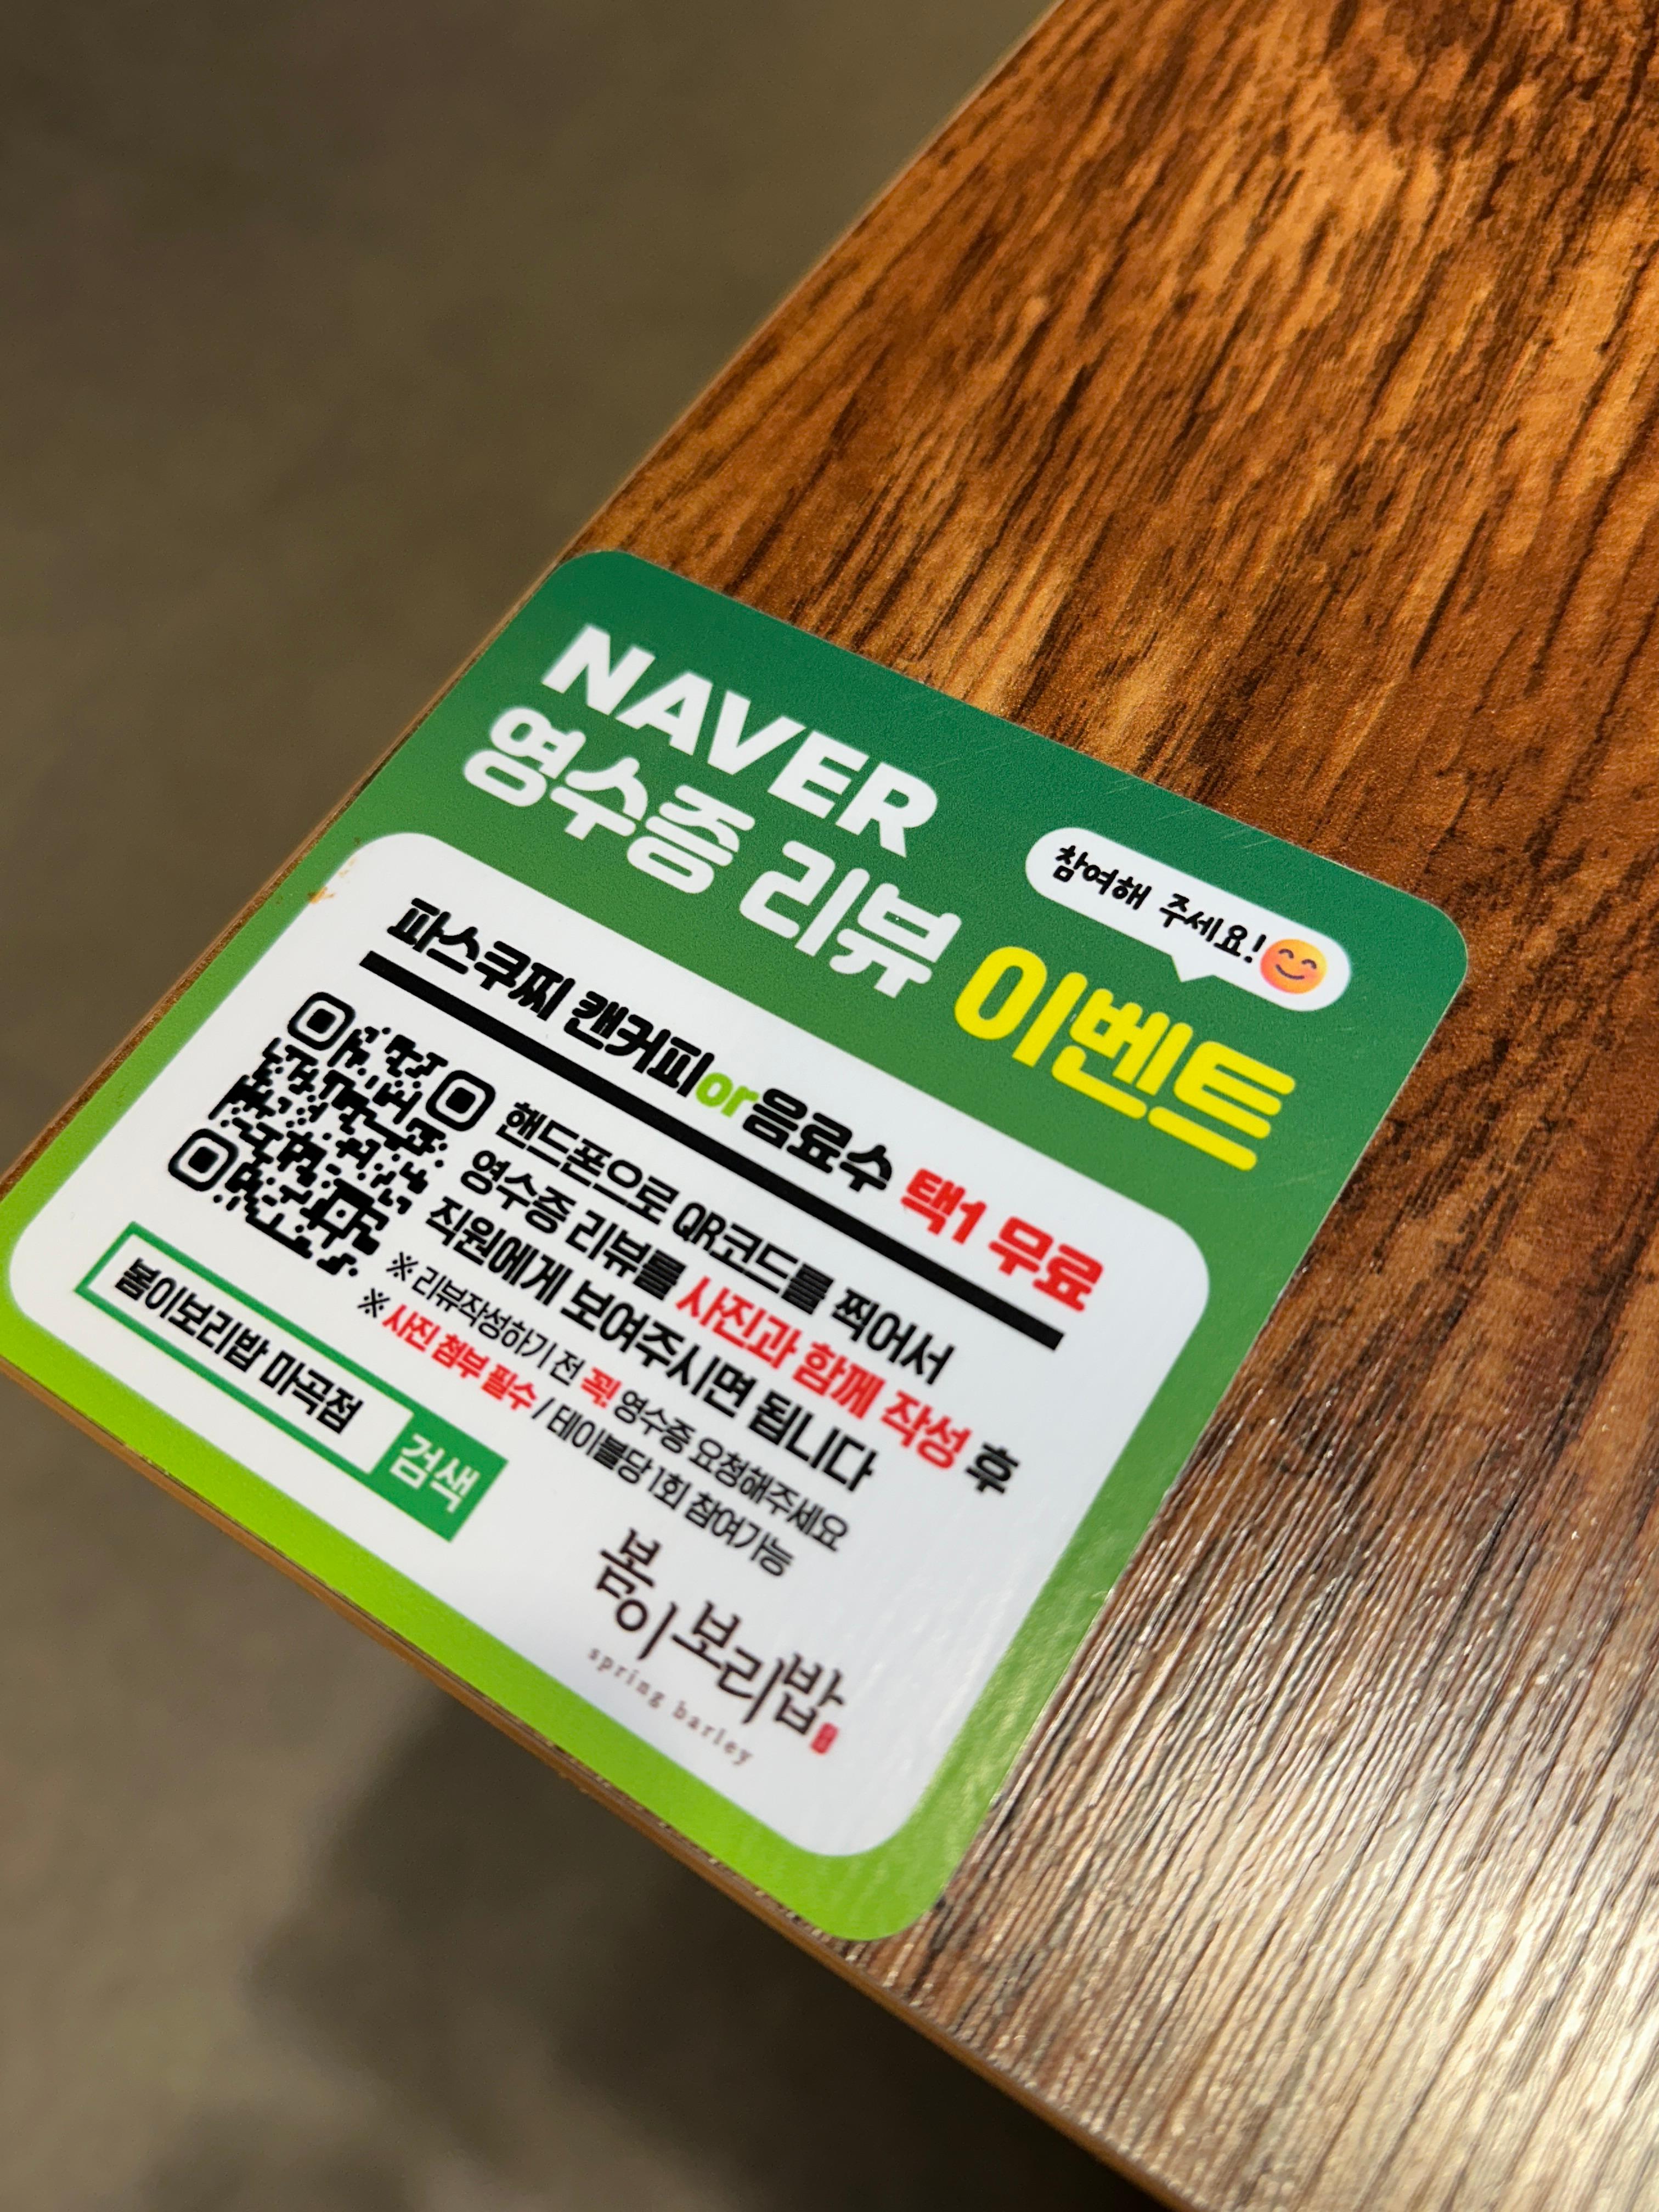 NAVER
영수증 리뷰 이벤트
참여해 주세요!
파스쿠찌 캔커피or음료수 택1 무료
핸드폰으로 QR코드를 찍어서
영수증 리뷰를 사진과 함께 작성 후
직원에게 보여주시면 됩니다
※ 리뷰작성하기 전 꼭! 영수증 요청해주세요
※ 사진 첨부 필수 / 테이블당 1회 참여가능
봄이보리밥 마곡점 검색
봄이보리밥
spring barley